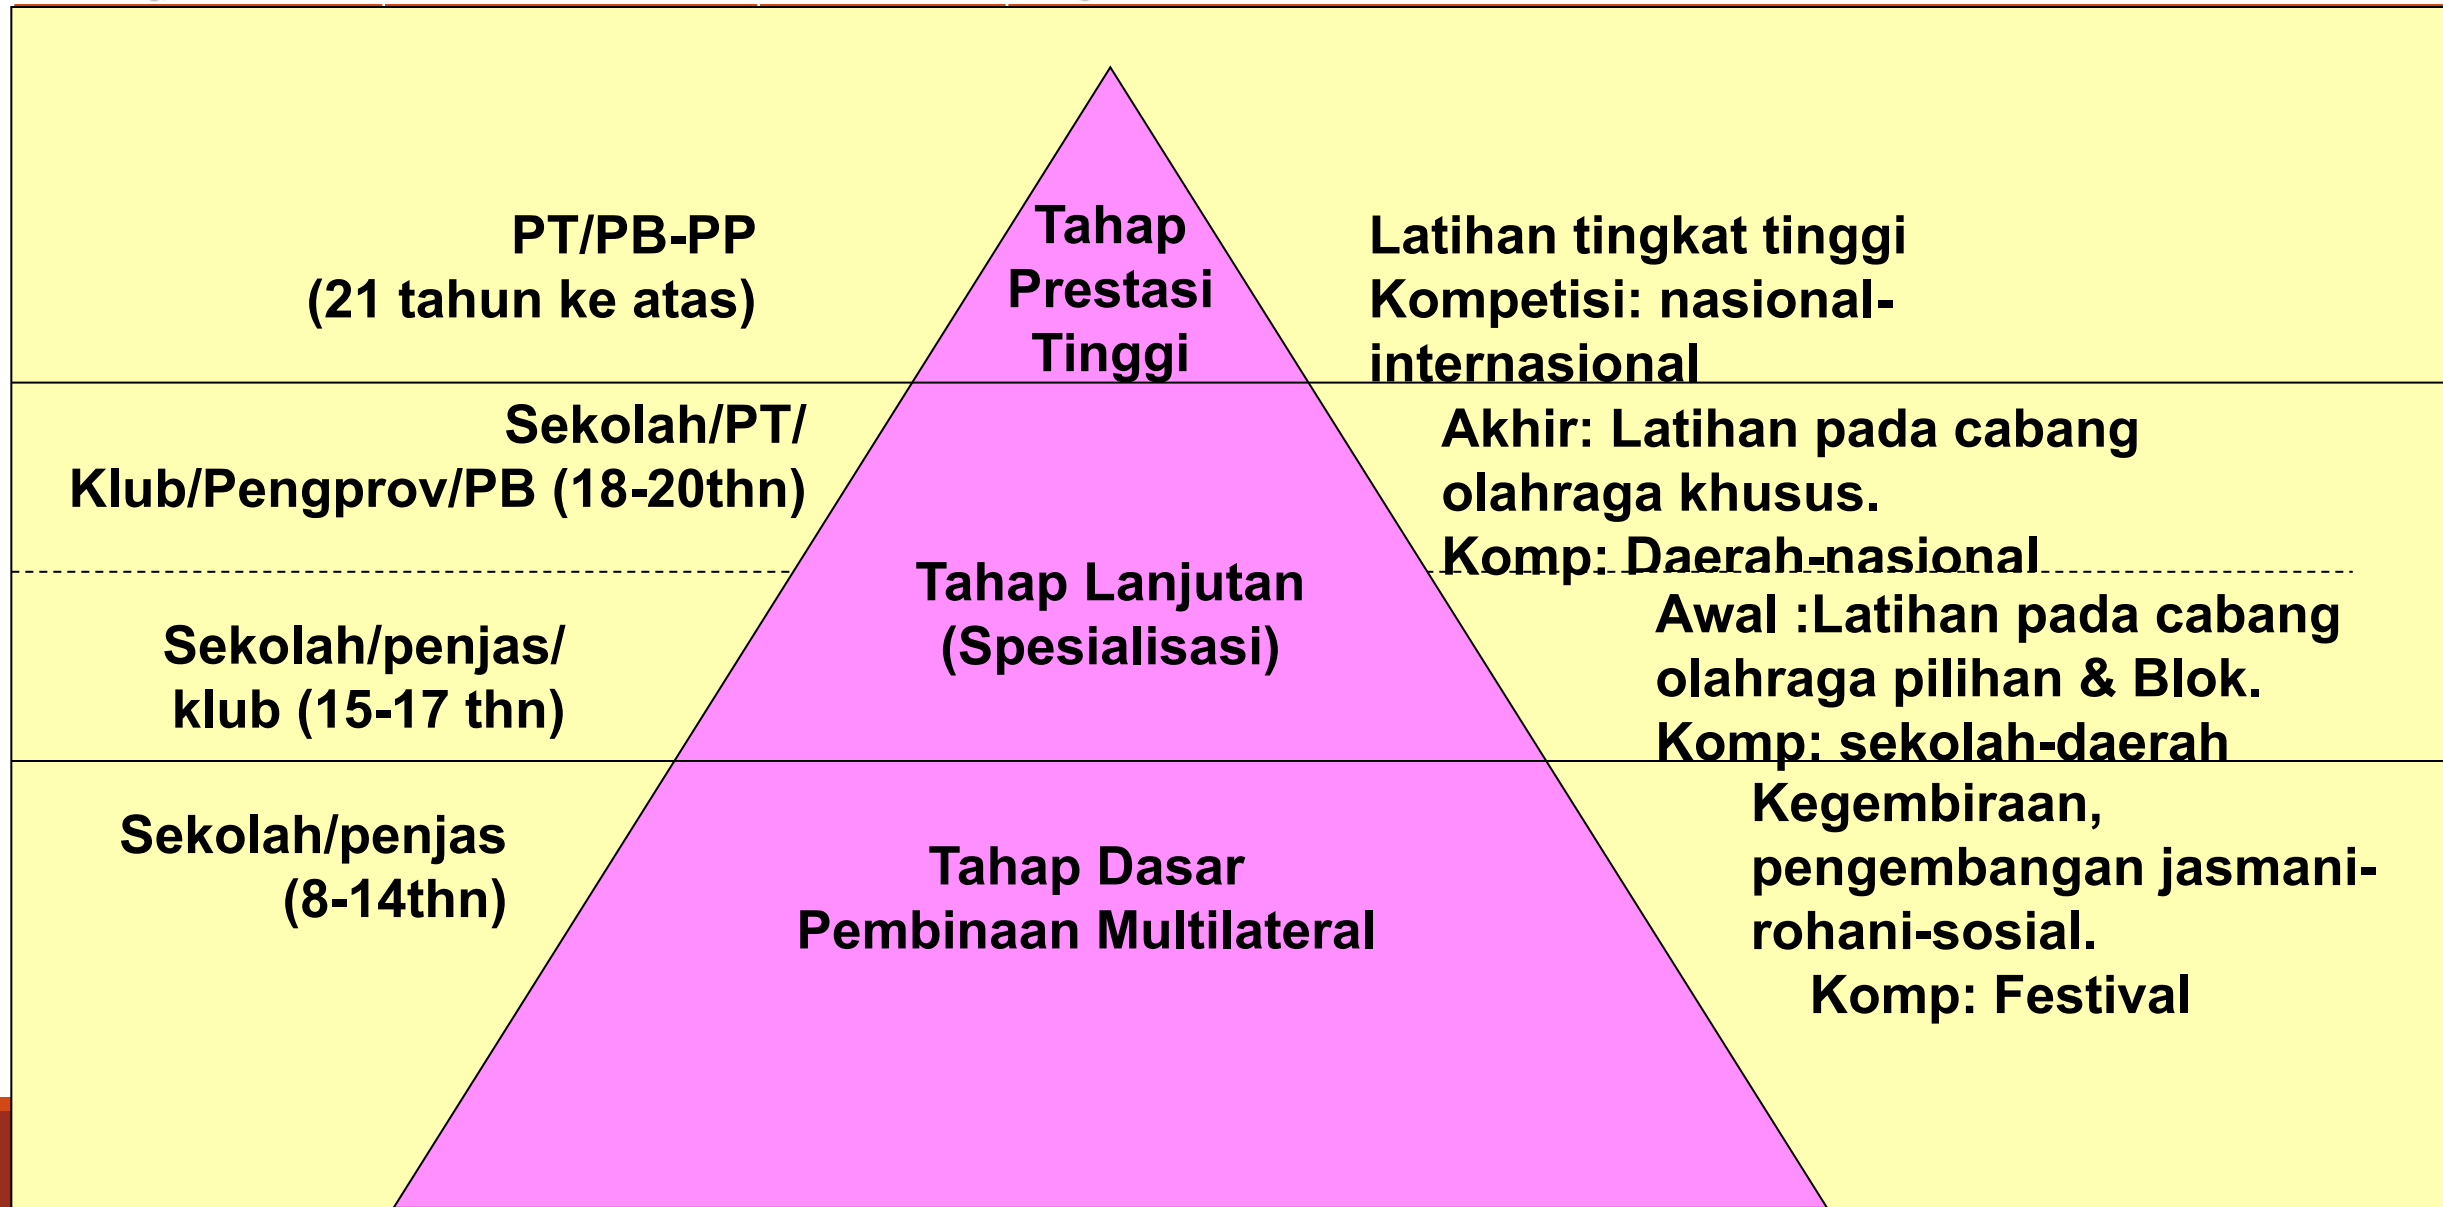 PT/PB-PP
(21 tahun ke atas)
Tahap
Prestasi
Tinggi
Latihan tingkat tinggi
Kompetisi: nasional-
internasional
Sekolah/PT/
Klub/Pengprov/PB (18-20thn)
Akhir: Latihan pada cabang
olahraga khusus.
Komp: Daerah-nasional
Tahap Lanjutan
(Spesialisasi)
Sekolah/penjas/
klub (15-17 thn)
Awal :Latihan pada cabang
olahraga pilihan & Blok.
Komp: sekolah-daerah
Sekolah/penjas
(8-14thn)
Tahap Dasar
Pembinaan Multilateral
Kegembiraan,
pengembangan jasmani-
rohani-sosial.
Komp: Festival